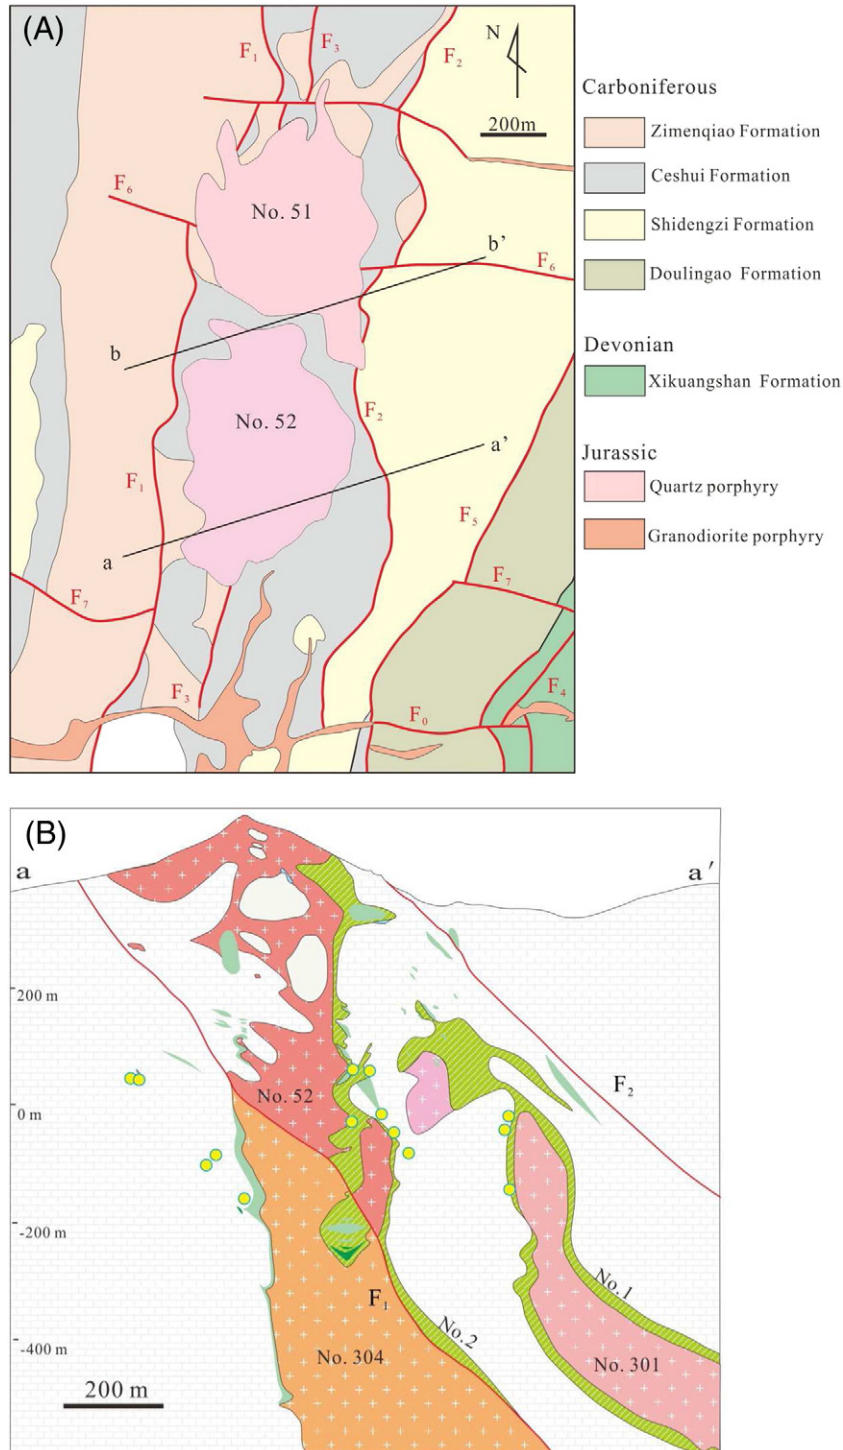 (A)
F1
F3
F2
N
200m
F6
No. 51
b'
F6
b
No. 52
F2
a'
F1
F5
a
F7
F7
F3
F4
F0
Carboniferous
Zimenqiao Formation
Ceshui Formation
Shidengzi Formation
Doulingao Formation
Devonian
Xikuangshan Formation
Jurassic
Quartz porphyry
Granodiorite porphyry
(B)
a
a′
200 m
No. 52
F2
0 m
-200 m
F1
No. 1
No. 2
-400 m
No. 304
No. 301
200 m